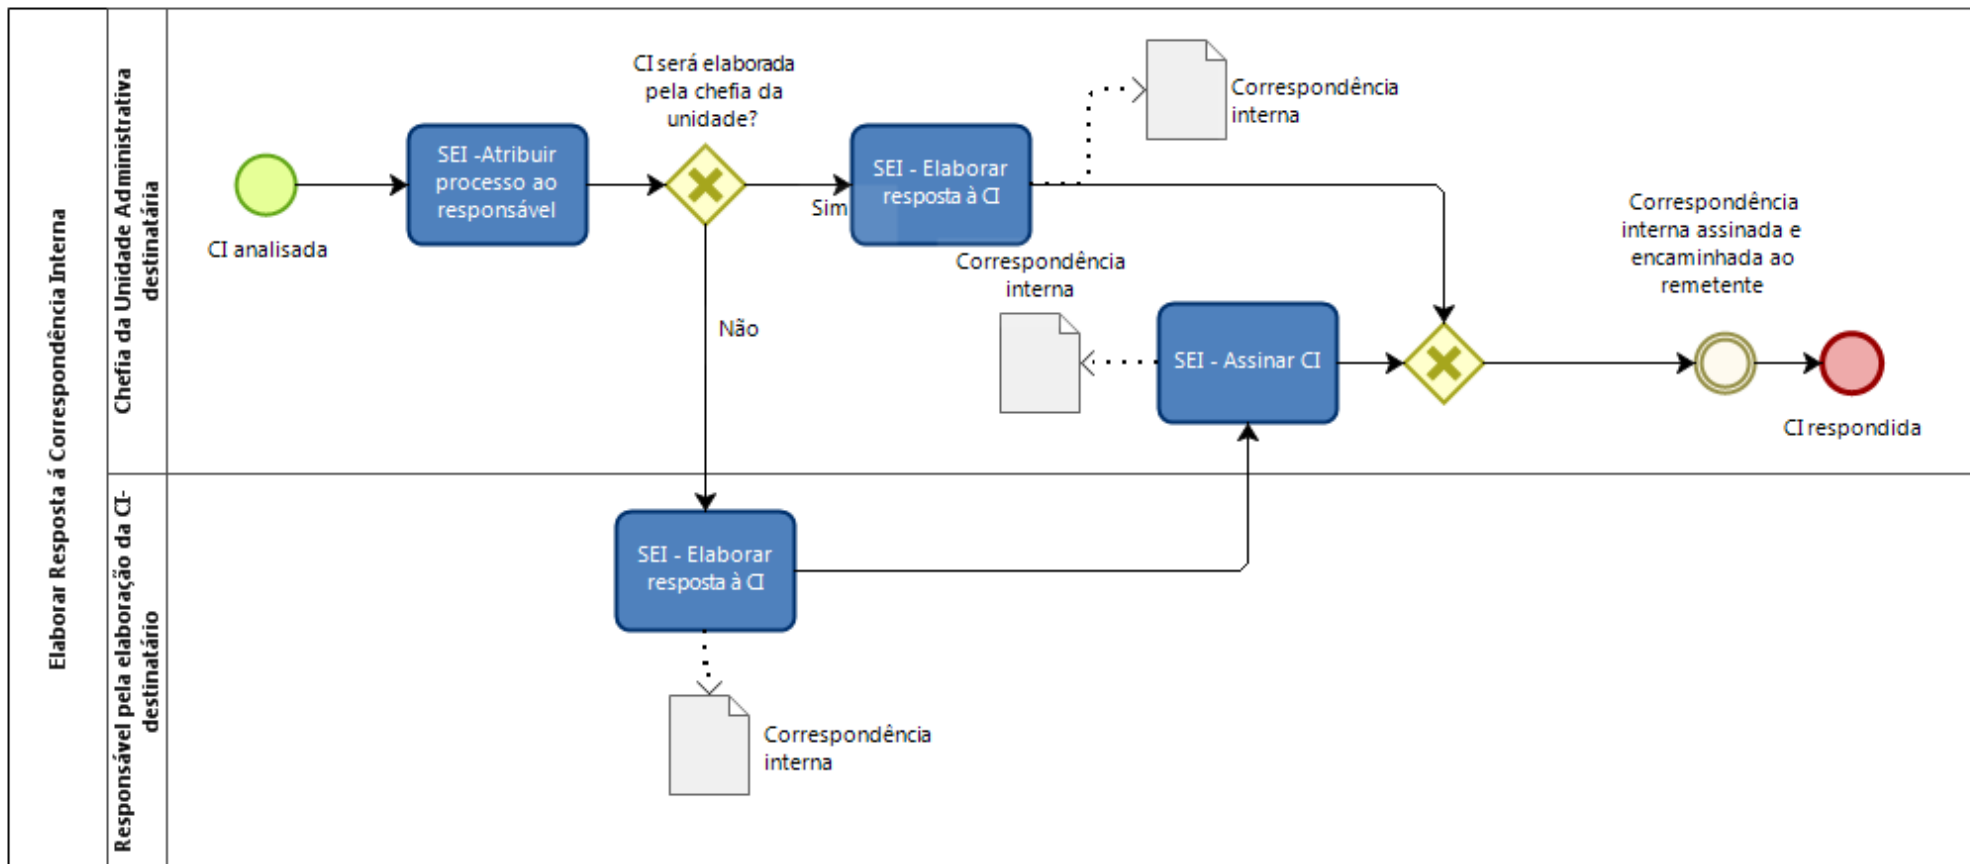 Elaborar Resposta á Correspondência Interna
Chefia da Unidade Administrativa
destinatária
CI analisada
SEI -Atribuir
processo ao
responsável
CI será elaborada
pela chefia da
unidade?
Sim
Não
SEI - Elaborar
resposta à CI
Correspondência
interna
Correspondência
interna
SEI - Assinar CI
Correspondência
interna assinada e
encaminhada ao
remetente
CI respondida
Responsável pela elaboração da CI-
destinatário
SEI - Elaborar
resposta à CI
Correspondência
interna